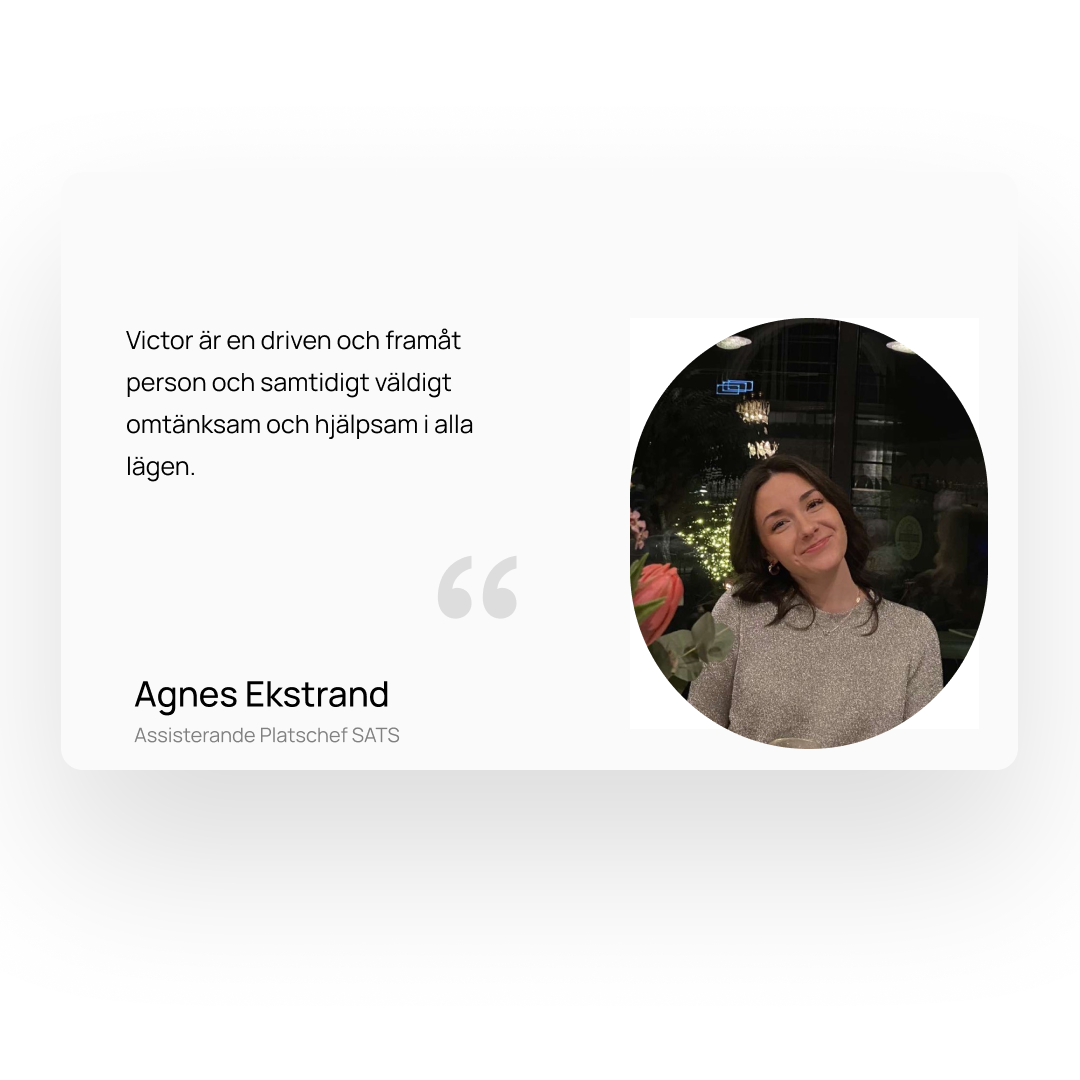 Victor är en driven och framåt
person och samtidigt väldigt
omtänksam och hjälpsam i alla
lägen.
“
Agnes Ekstrand
Assisterande Platschef SATS